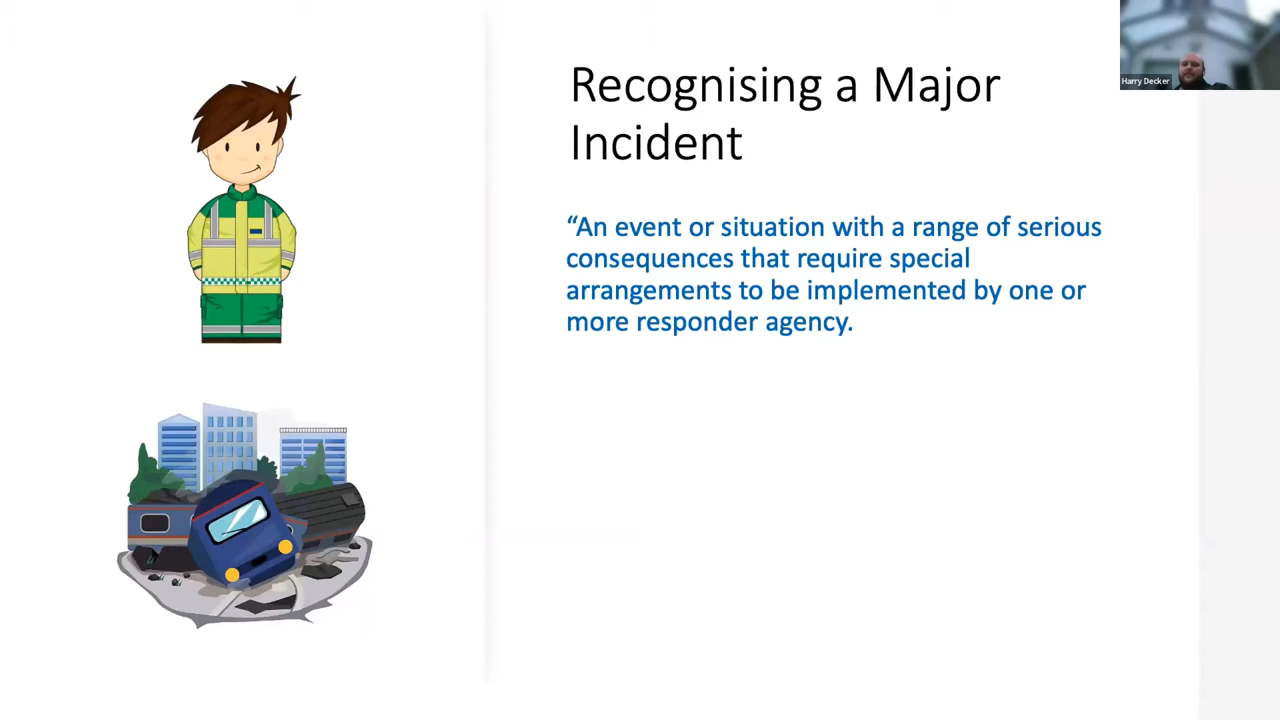 Recognising a Major
Incident
“An event or situation with a range of serious
consequences that require special
arrangements to be implemented by one or
more responder agency.
Harry Decker